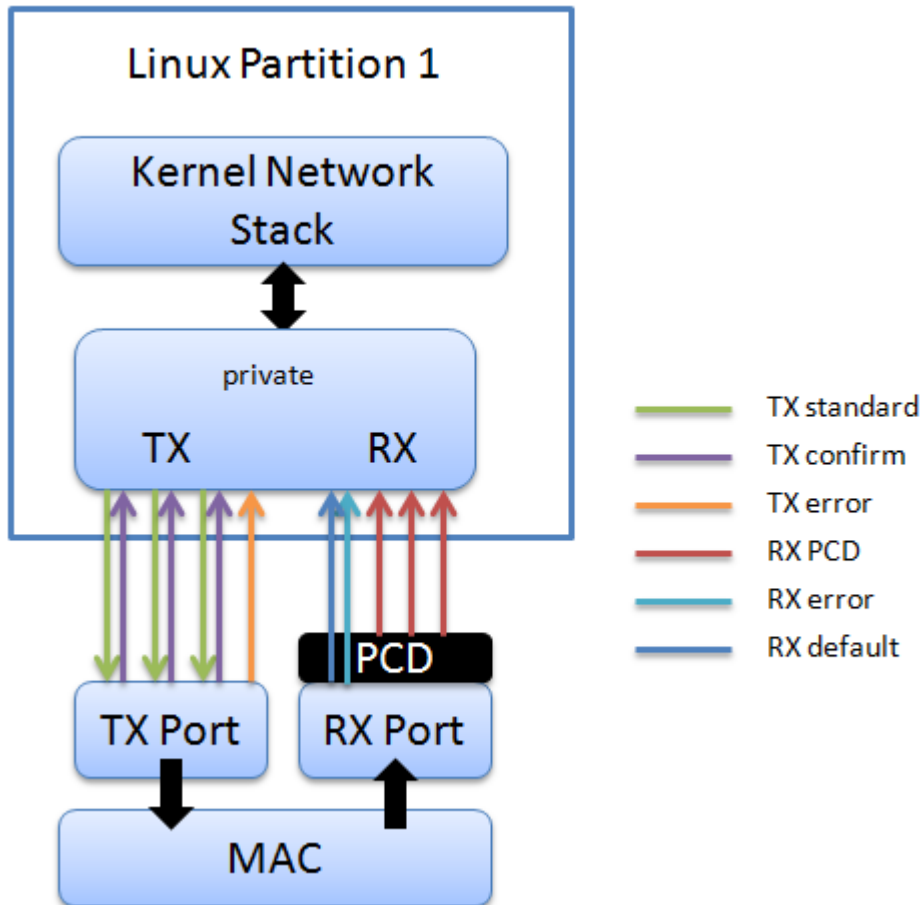 Linux Partition 1
Kernel Network
Stack
private
TX
RX
TX standard
TX confirm
TX error
RX PCD
RX error
RX default
PCD
TX Port
RX Port
MAC